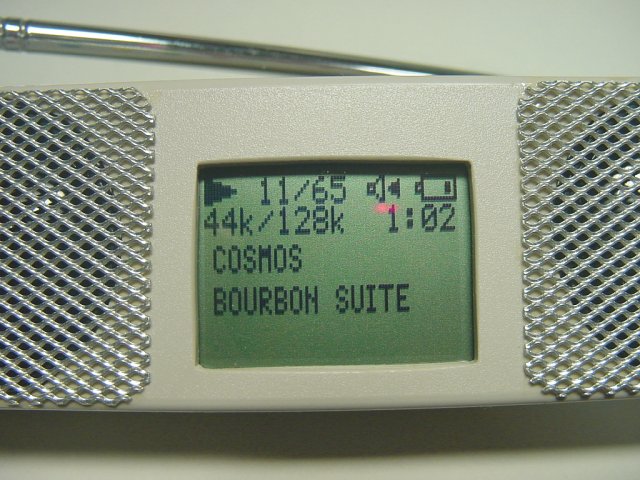 11/65
44k/128k 1:02
COSMOS
BOURBON SUITE